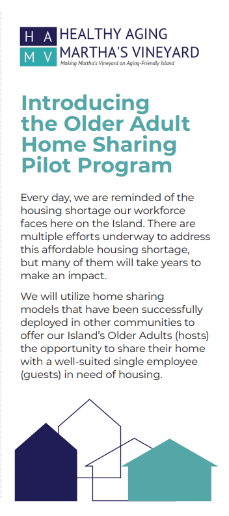 H A
M V
HEALTHY AGING
MARTHA'S VINEYARD
Making Martha's Vineyard an Aging-Friendly Island
Introducing
the Older Adult
Home Sharing
Pilot Program
Every day, we are reminded of the
housing shortage our workforce
faces here on the Island. There are
multiple efforts underway to address
this affordable housing shortage,
but many of them will take years to
make an impact.
We will utilize home sharing
models that have been successfully
deployed in other communities to
offer our Island's Older Adults (hosts)
the opportunity to share their home
with a well-suited single employee
(guests) in need of housing.